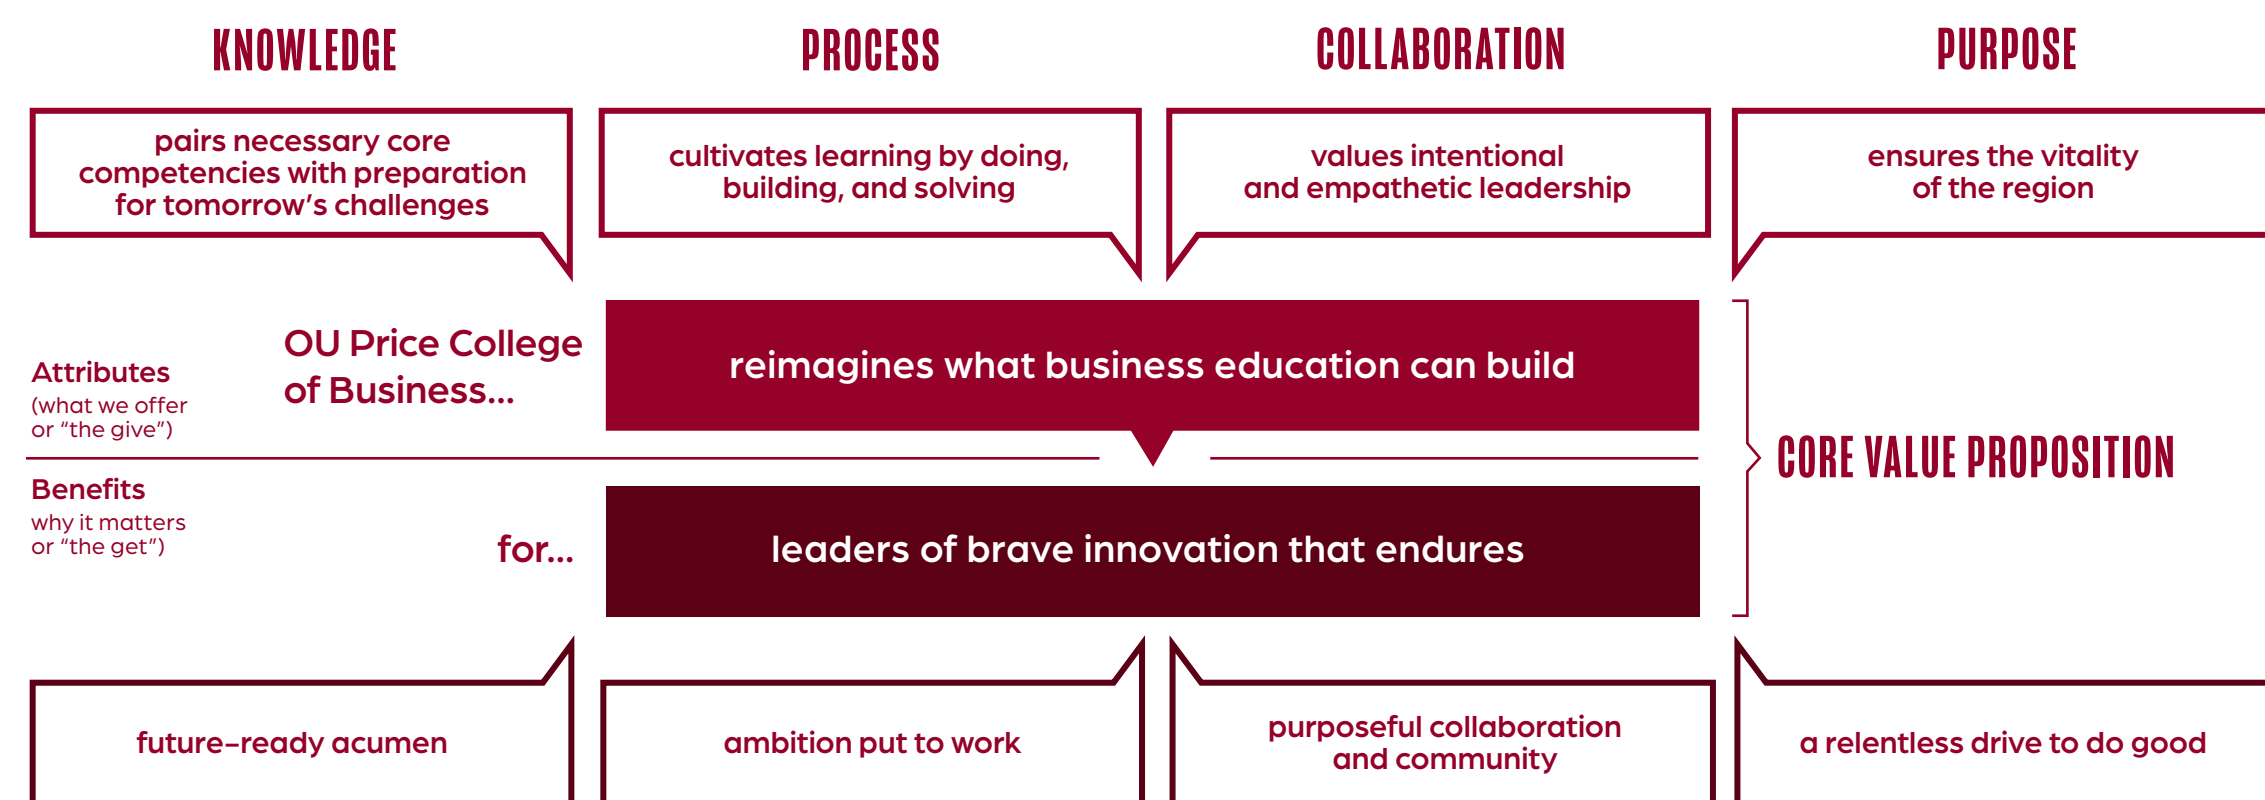 KNOWLEDGE
PROCESS
COLLABORATION
PURPOSE
pairs necessary core
competencies with preparation
for tomorrow's challenges
cultivates learning by doing,
building, and solving
values intentional
and empathetic leadership
ensures the vitality
of the region
Attributes
(what we offer
or “the give”)
OU Price College
of Business...
reimagines what business education can build
CORE VALUE PROPOSITION
Benefits
why it matters
or “the get”)
for...
leaders of brave innovation that endures
future-ready acumen
ambition put to work
purposeful collaboration
and community
a relentless drive to do good